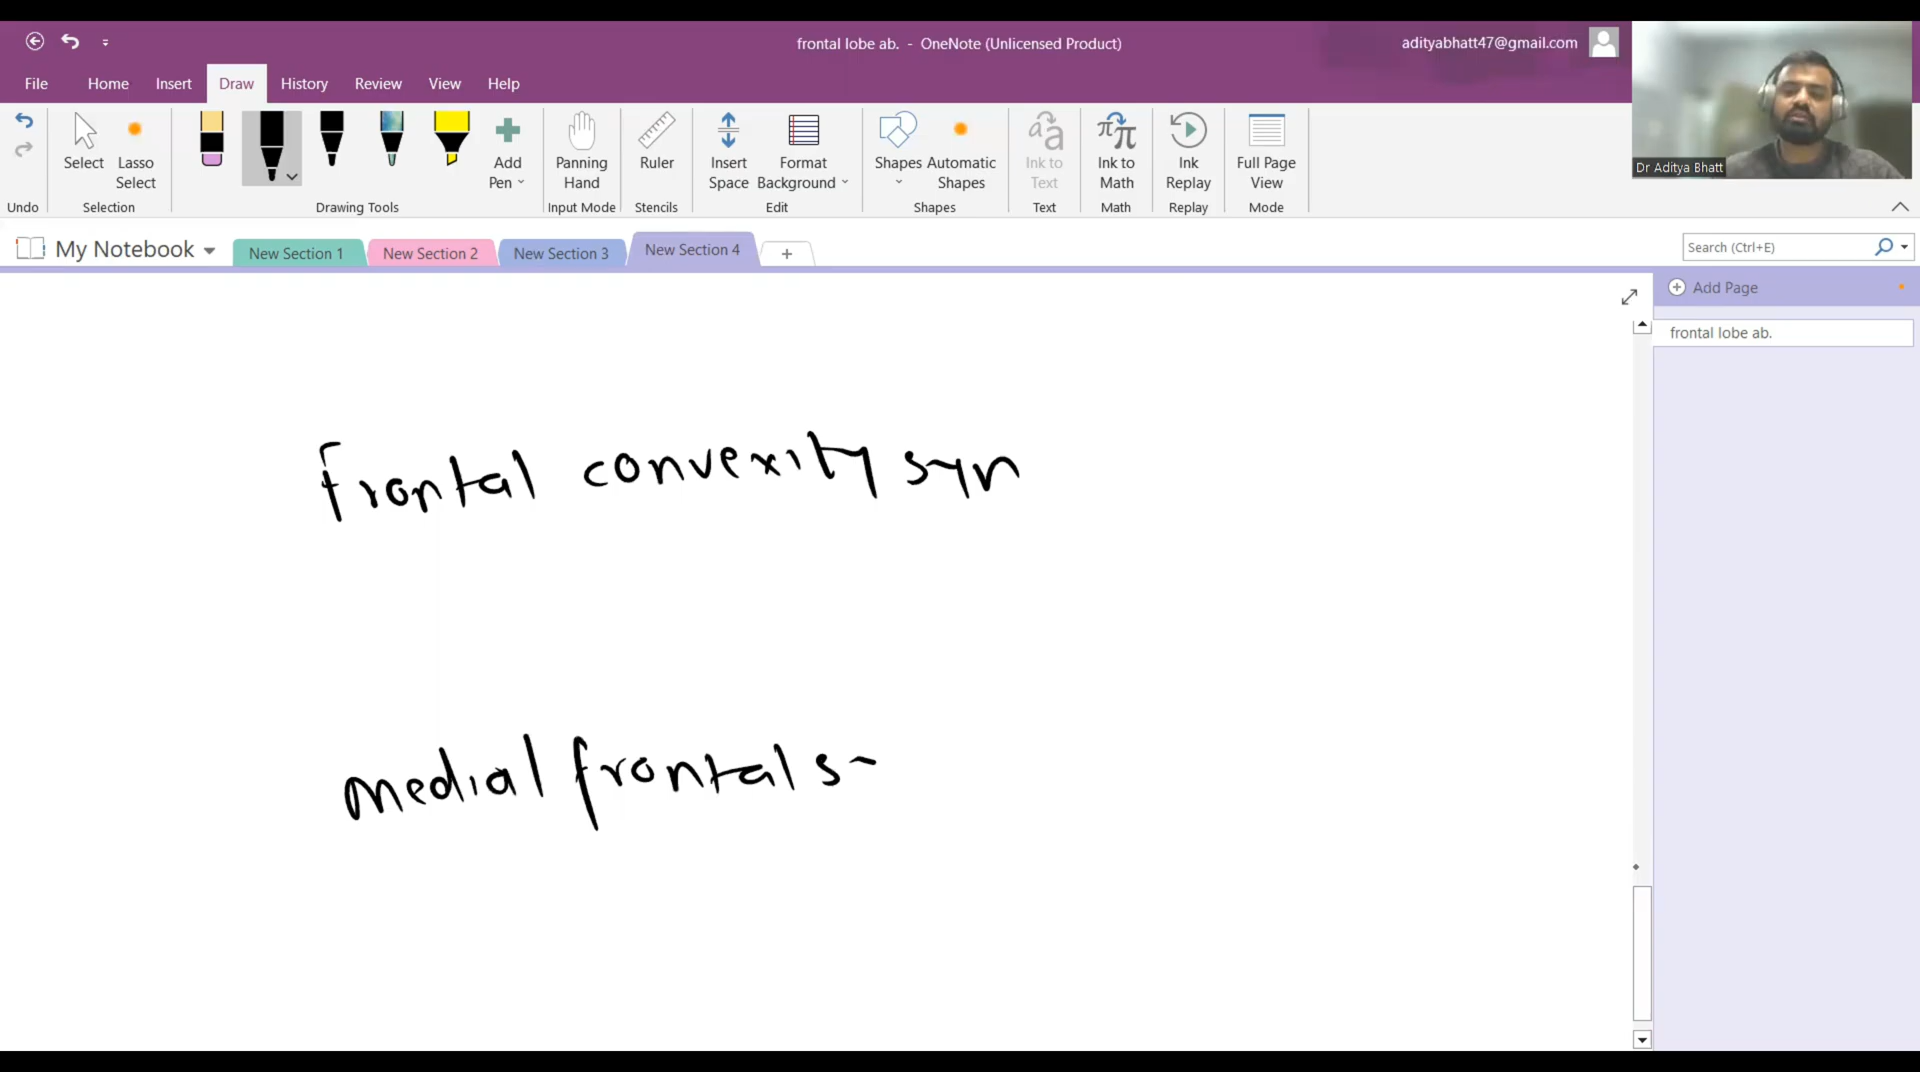 frontal lobe ab. - OneNote (Unlicensed Product)
adityabhatt47@gmail.com
File Home Insert Draw History Review View Help
Select
Lasso Select
Add Pen
Panning Hand
Ruler
Insert Space
Format Background
Shapes
Automatic Shapes
Ink to Text
Ink to Math
Ink Replay
Full Page View
Undo Selection Drawing Tools Input Mode Stencils Edit Shapes Text Math Replay Mode
Dr Aditya Bhatt
My Notebook New Section 1 New Section 2 New Section 3 New Section 4 +
Search (Ctrl+E)
Add Page
frontal lobe ab.
Frontal convexity syn
medial frontal s~